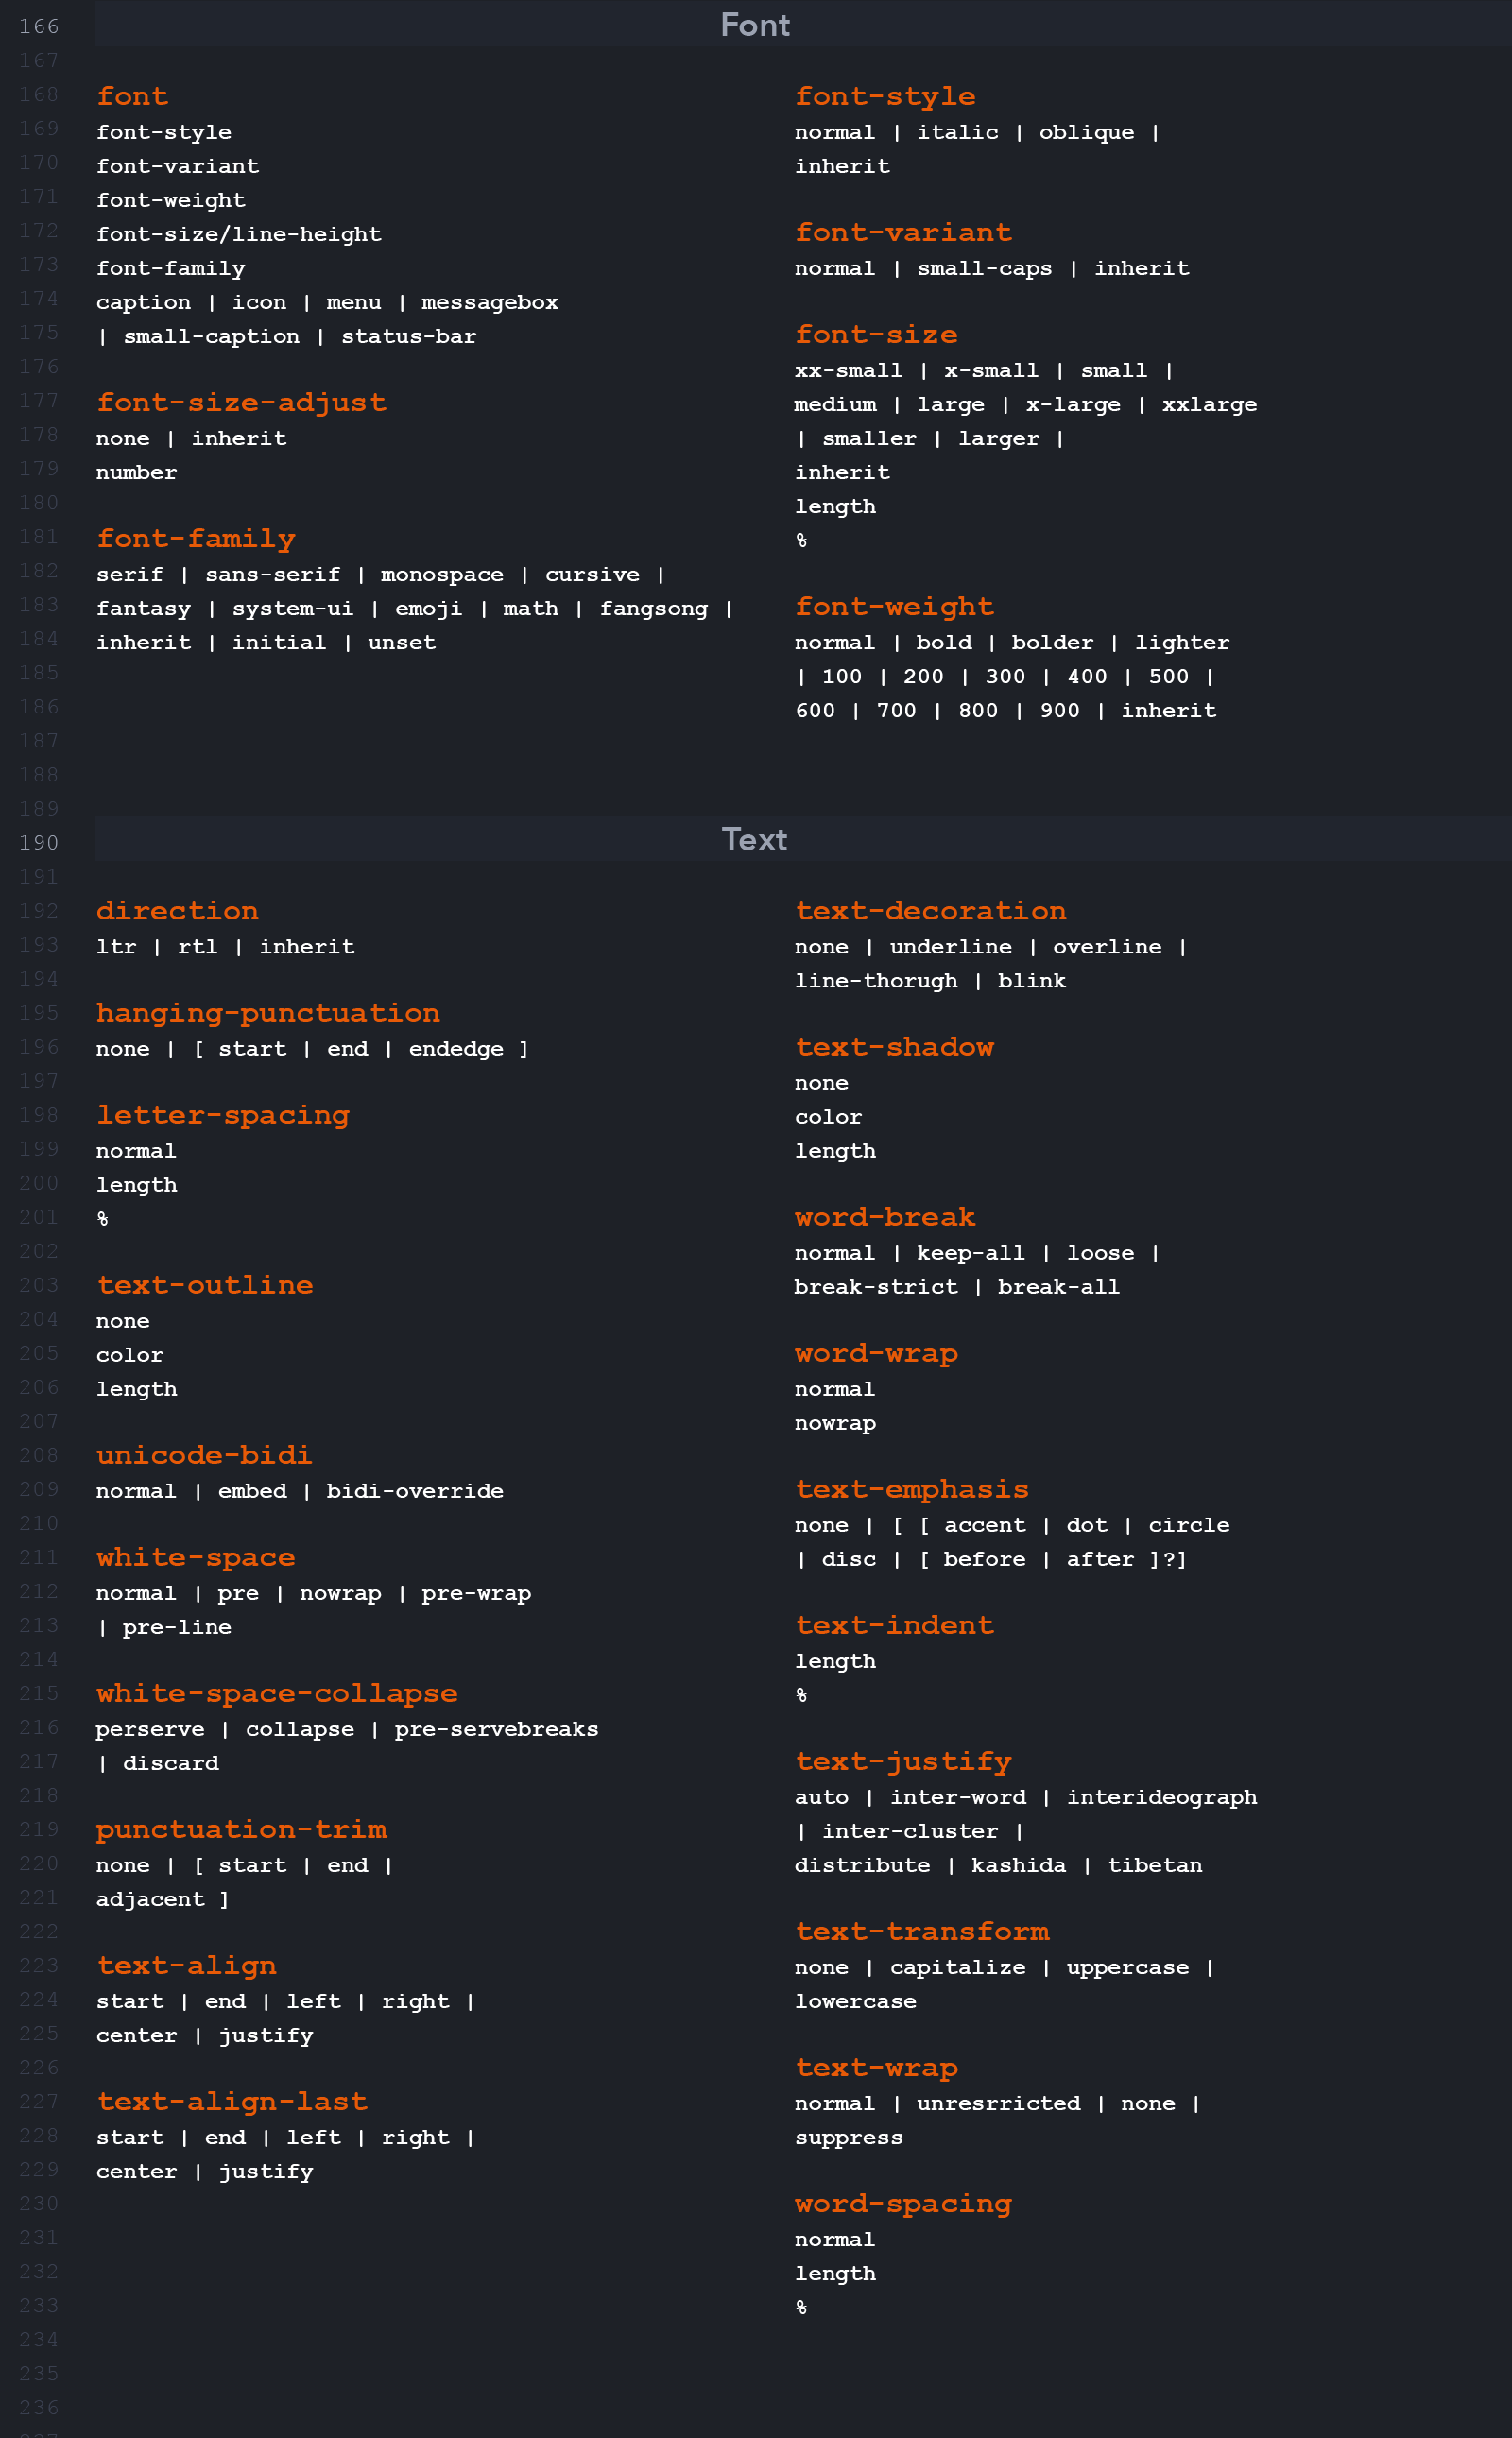 166
Font
167
168
169
170
171
172
173
174
175
176
177
178
179
180
181
182
183
184
185
186
187
188
189
font
font-style
font-variant
font-weight
font-size/line-height
font-family
caption | icon | menu | messagebox
| small-caption | status-bar
font-size-adjust
none | inherit
number
font-family
serif | sans-serif | monospace | cursive |
fantasy | system-ui | emoji | math | fangsong |
inherit | initial | unset
font-style
normal | italic | oblique |
inherit
font-variant
normal | small-caps | inherit
font-size
xx-small | x-small | small |
medium | large | x-large | xxlarge
| smaller | larger |
inherit
length
%
font-weight
normal | bold | bolder | lighter
| 100 | 200 | 300 | 400 | 500 |
600 | 700 | 800 | 900 | inherit
190
Text
191
192
193
194
195
196
197
198
199
200
201
202
203
204
205
206
207
208
209
210
211
212
213
214
215
216
217
218
219
220
221
222
223
224
225
226
227
228
229
230
231
232
233
234
235
236
direction
ltr | rtl | inherit
hanging-punctuation
none | [ start | end | endedge ]
letter-spacing
normal
length
%
text-outline
none
color
length
unicode-bidi
normal | embed | bidi-override
white-space
normal | pre | nowrap | pre-wrap
| pre-line
white-space-collapse
perserve | collapse | pre-servebreaks
| discard
punctuation-trim
none | [ start | end |
adjacent ]
text-align
start | end | left | right |
center | justify
text-align-last
start | end | left | right |
center | justify
text-decoration
none | underline | overline |
line-thorugh | blink
text-shadow
none
color
length
word-break
normal | keep-all | loose |
break-strict | break-all
word-wrap
normal
nowrap
text-emphasis
none | [ [ accent | dot | circle
| disc | [ before | after ]?]
text-indent
length
%
text-justify
auto | inter-word | interideograph
| inter-cluster |
distribute | kashida | tibetan
text-transform
none | capitalize | uppercase |
lowercase
text-wrap
normal | unresrricted | none |
suppress
word-spacing
normal
length
%